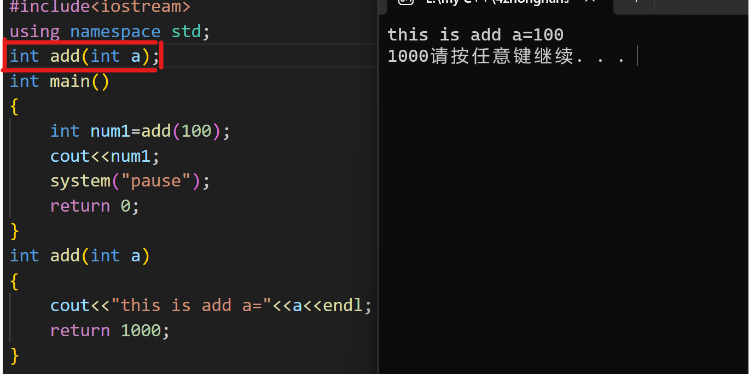 #include<iostream>
using namespace std;
int add(int a);
int main()
{
int num1=add(100);
cout<<num1;
system("pause");
return 0;
}
int add(int a)
{
cout<<"this is add a="<<a<<endl;
return 1000;
}
this is add a=100
1000请按任意键继续. . .